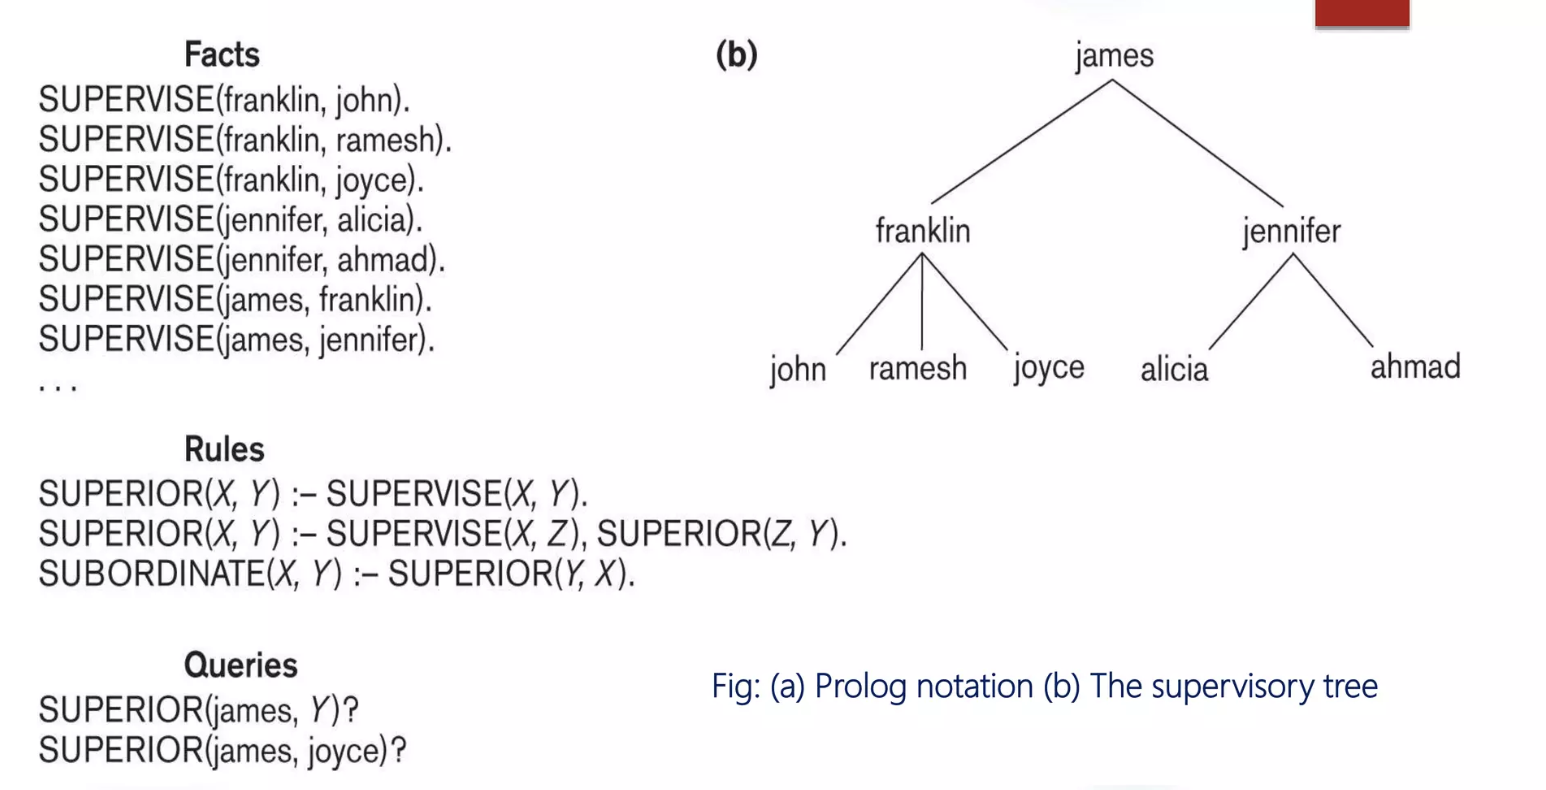 Facts
SUPERVISE(franklin, john).
SUPERVISE(franklin, ramesh).
SUPERVISE(franklin, joyce).
SUPERVISE(jennifer, alicia).
SUPERVISE(jennifer, ahmad).
SUPERVISE(james, franklin).
SUPERVISE(james, jennifer).
. . .
Rules
SUPERIOR(X, Y) :– SUPERVISE(X, Y).
SUPERIOR(X, Y) :– SUPERVISE(X, Z), SUPERIOR(Z, Y).
SUBORDINATE(X, Y) :– SUPERIOR(Y, X).
Queries
SUPERIOR(james, Y)?
SUPERIOR(james, joyce)?
(b)
james
franklin jennifer
john ramesh joyce alicia ahmad
Fig: (a) Prolog notation (b) The supervisory tree